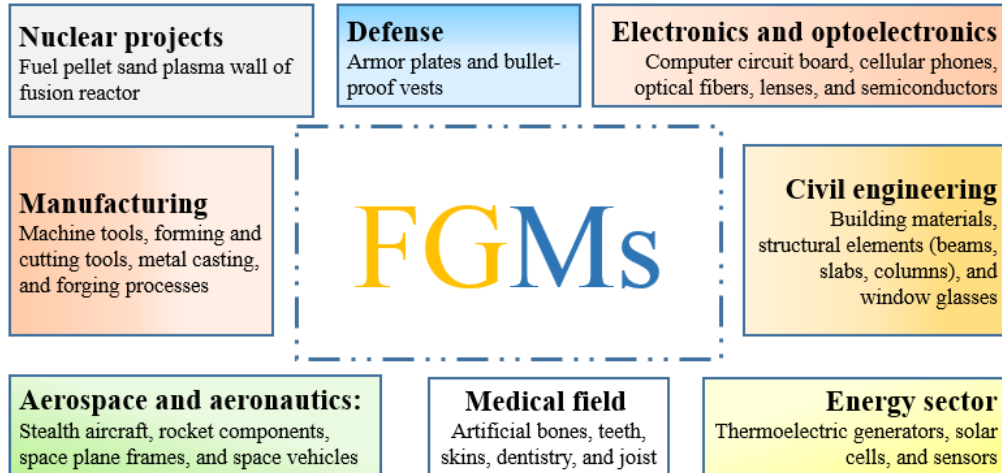 Nuclear projects
Fuel pellet sand plasma wall of
fusion reactor
Defense
Armor plates and bullet-
proof vests
Electronics and optoelectronics
Computer circuit board, cellular phones,
optical fibers, lenses, and semiconductors
Manufacturing
Machine tools, forming and
cutting tools, metal casting,
and forging processes
FGMs
Civil engineering
Building materials,
structural elements (beams,
slabs, columns), and
window glasses
Aerospace and aeronautics:
Stealth aircraft, rocket components,
space plane frames, and space vehicles
Medical field
Artificial bones, teeth,
skins, dentistry, and joist
Energy sector
Thermoelectric generators, solar
cells, and sensors